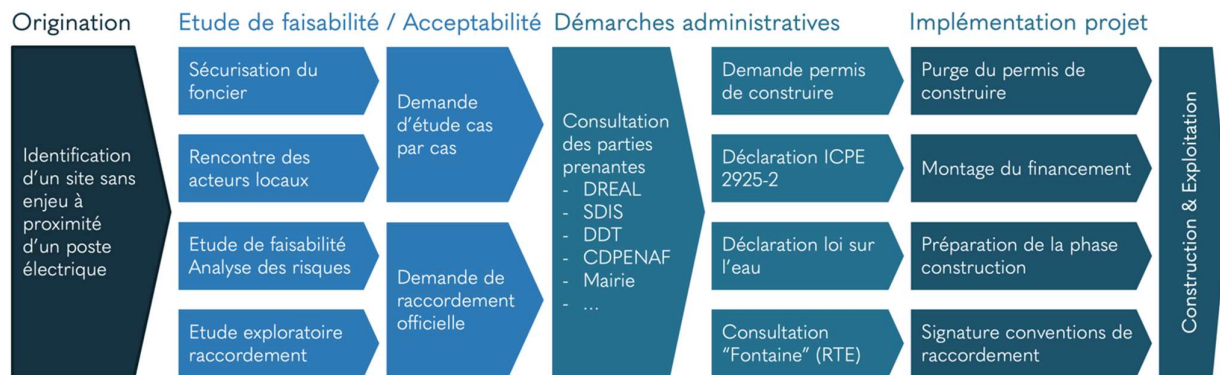 Origination
Etude de faisabilité / Acceptabilité
Démarches administratives
Implémentation projet
Identification
d'un site sans
enjeu à
proximité
d'un poste
électrique
Sécurisation du
foncier
Rencontre des
acteurs locaux
Etude de faisabilité
Analyse des risques
Etude exploratoire
raccordement
Demande
d'étude cas
par cas
Demande de
raccordement
officielle
Consultation
des parties
prenantes
- DREAL
- SDIS
- DDT
- CDPENAF
- Mairie
- ...
Demande permis
de construire
Déclaration ICPE
2925-2
Déclaration loi sur
l'eau
Consultation
"Fontaine" (RTE)
Purge du permis de
construire
Montage du financement
Préparation de la phase
construction
Signature conventions de
raccordement
Construction & Exploitation